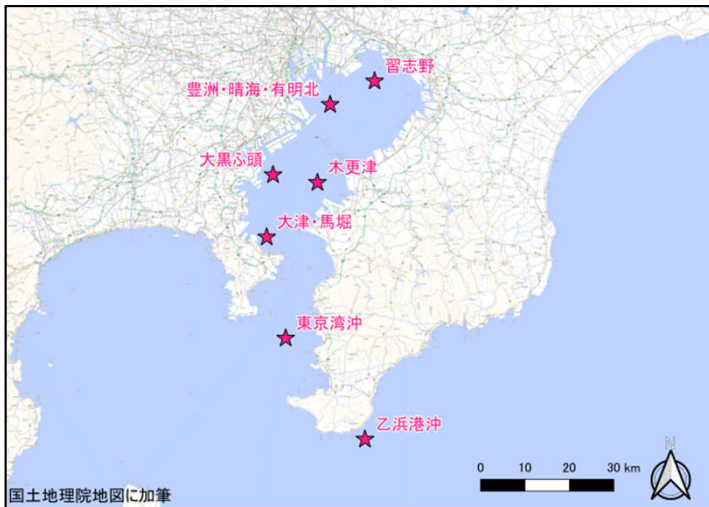 習志野
豊洲・晴海・有明北
大黒ふ頭
木更津
大津・馬堀
東京湾沖
乙浜港沖
N
0 10 20 30 km
国土地理院地図に加筆